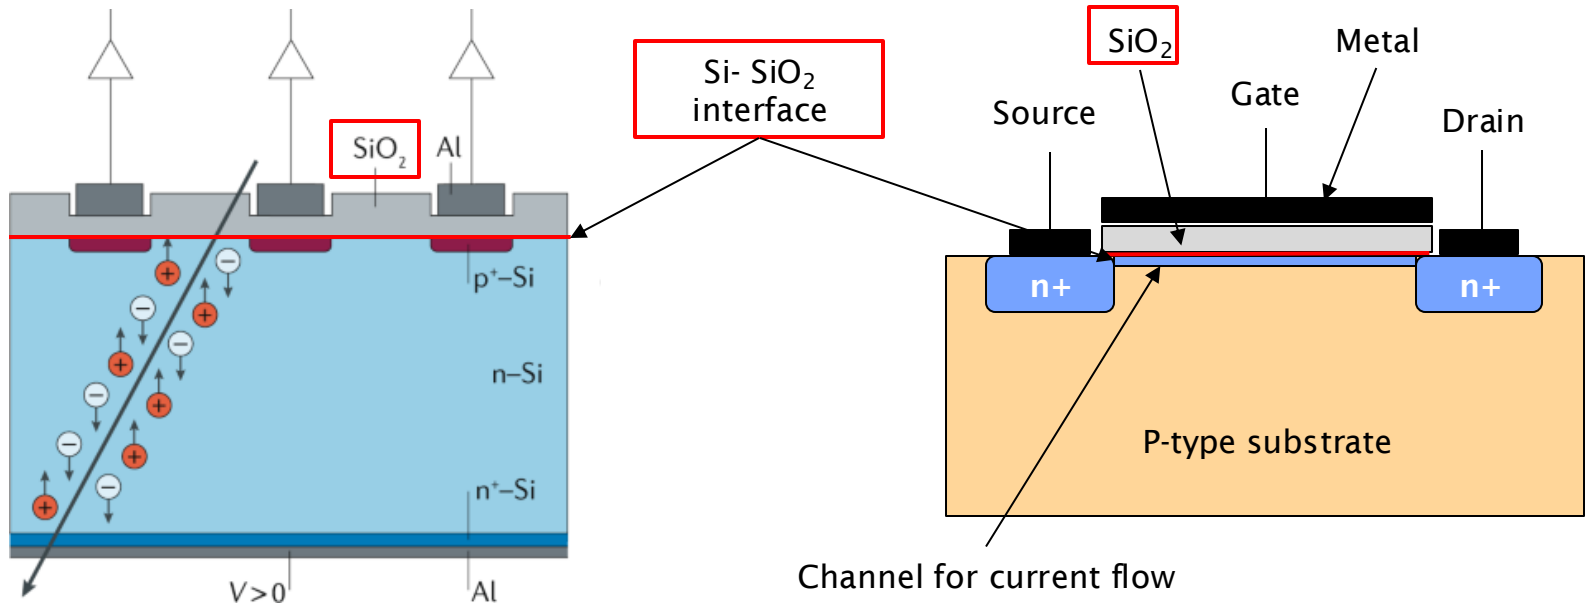 SiO₂
Al
p⁺–Si
n–Si
n⁺–Si
V > 0
Al
Si- SiO₂
interface
SiO₂
Metal
Gate
Source
Drain
n+
n+
P-type substrate
Channel for current flow